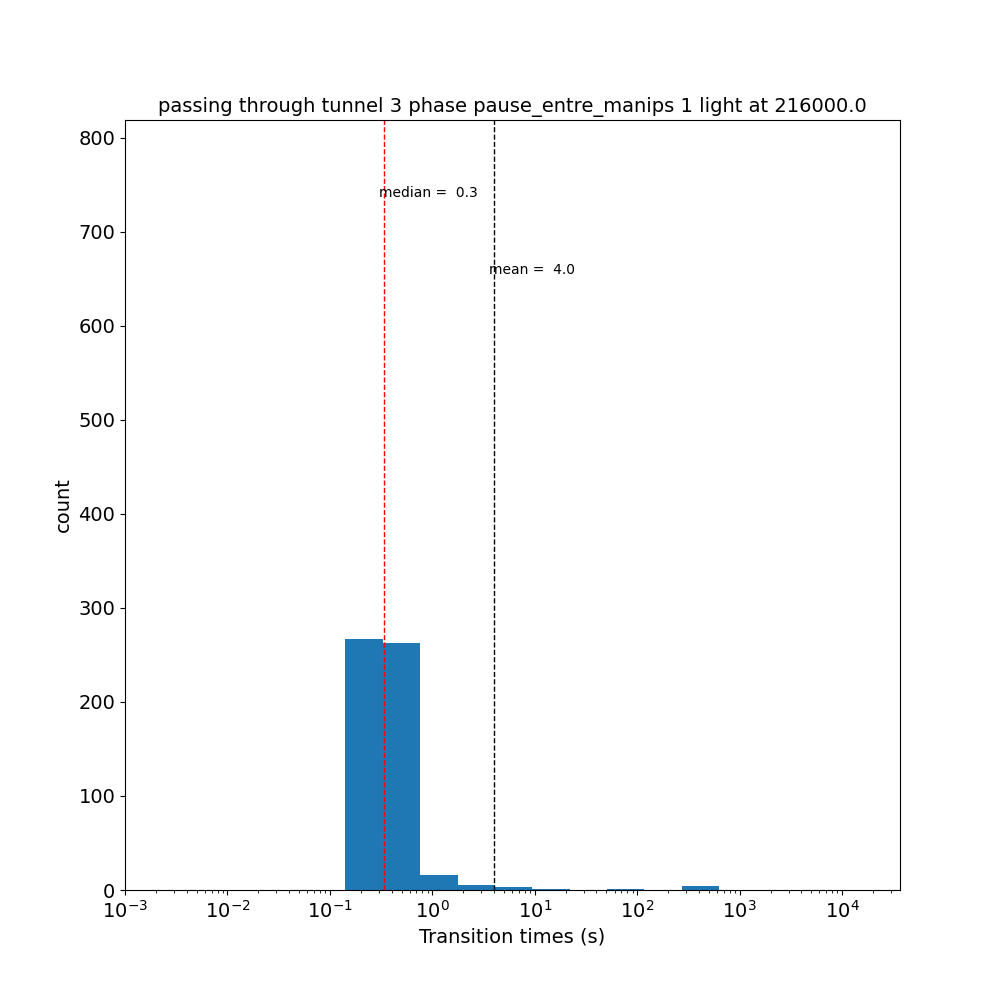 passing through tunnel 3 phase pause_entre_manips 1 light at 216000.0
800
median =  0.3
700
mean =  4.0
600
500
count
400
300
200
100
0
10⁻³ 10⁻² 10⁻¹ 10⁰ 10¹ 10² 10³ 10⁴
Transition times (s)